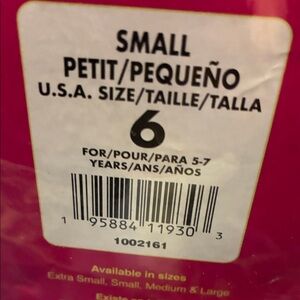 SMALL
PETIT/PEQUEÑO
U.S.A. SIZE/TAILLE/TALLA
6
FOR/POUR/PARA 5-7
YEARS/ANS/AÑOS
1 95884 11930 3
1002161
Available in sizes
Extra Small, Small, Medium & Large